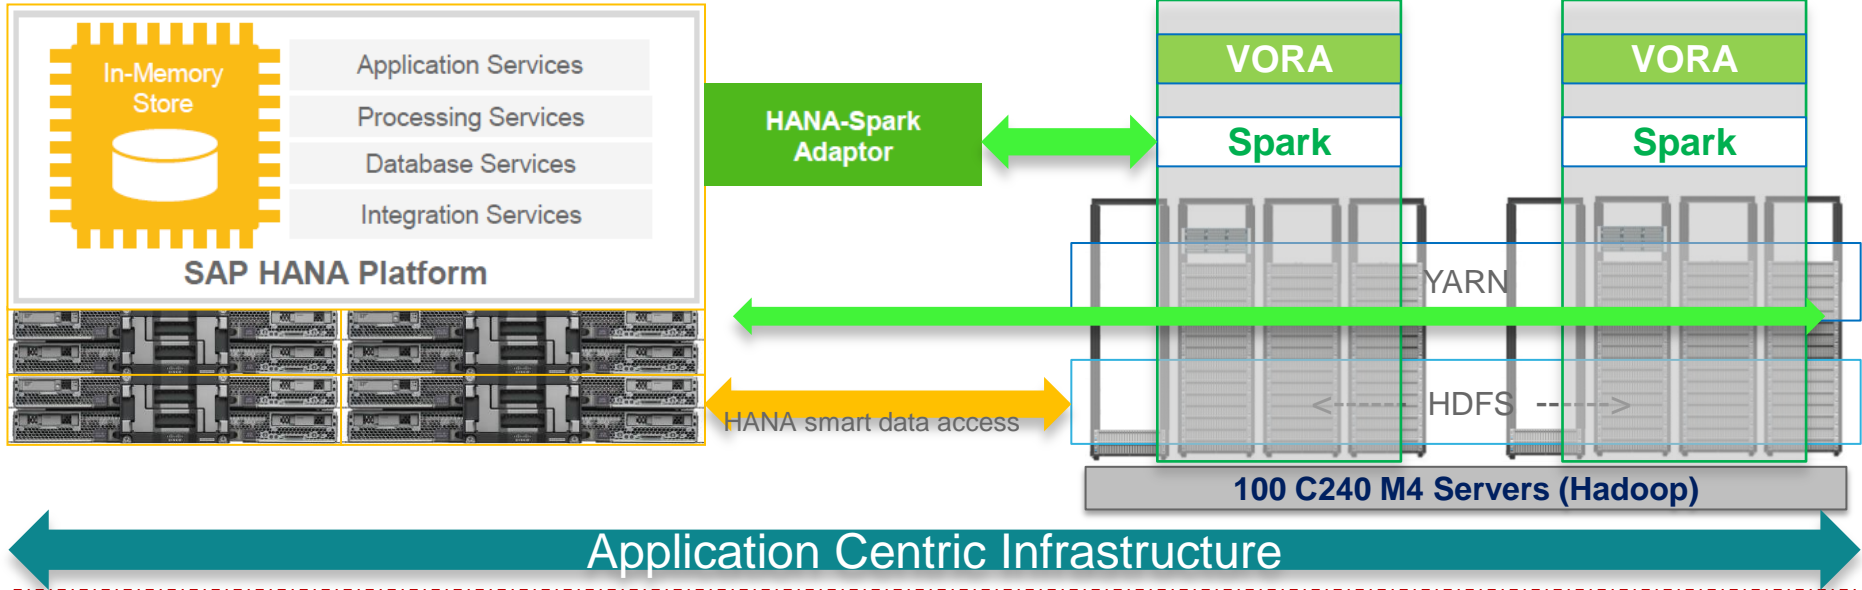 In-Memory
Store
Application Services
Processing Services
Database Services
Integration Services
SAP HANA Platform
HANA-Spark
Adaptor
VORA
Spark
VORA
Spark
YARN
HANA smart data access
HDFS
100 C240 M4 Servers (Hadoop)
Application Centric Infrastructure